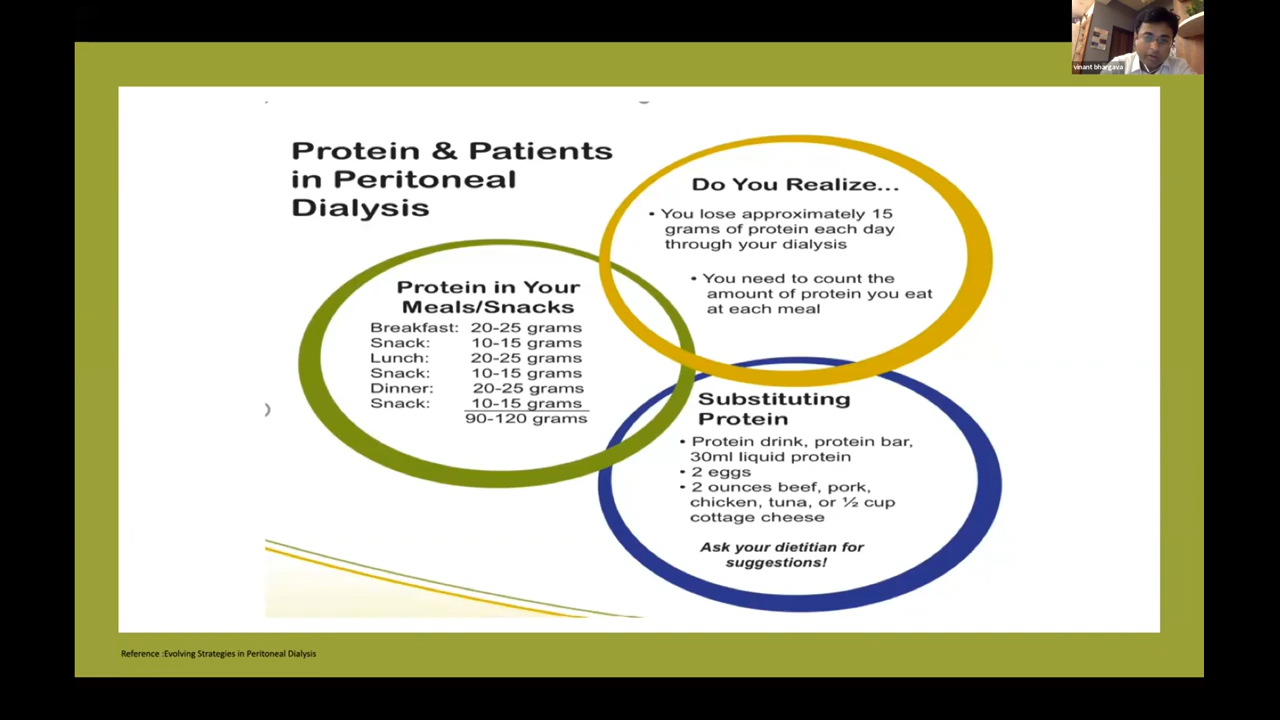 vinant bhargava
Protein & Patients
in Peritoneal
Dialysis
Do You Realize...
• You lose approximately 15
grams of protein each day
through your dialysis
• You need to count the
amount of protein you eat
at each meal
Protein in Your
Meals/Snacks
Breakfast: 20-25 grams
Snack: 10-15 grams
Lunch: 20-25 grams
Snack: 10-15 grams
Dinner: 20-25 grams
Snack: 10-15 grams
90-120 grams
Substituting
Protein
• Protein drink, protein bar,
30ml liquid protein
• 2 eggs
• 2 ounces beef, pork,
chicken, tuna, or ½ cup
cottage cheese
Ask your dietitian for
suggestions!
Reference :Evolving Strategies in Peritoneal Dialysis